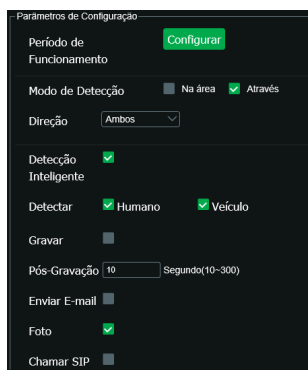 Parâmetros de Configuração
Período de Configurar
Funcionamento
Modo de Detecção Na área Através
Direção Ambos
Detecção
Inteligente
Detectar Humano Veículo
Gravar
Pós-Gravação 10 Segundo(10~300)
Enviar E-mail
Foto
Chamar SIP